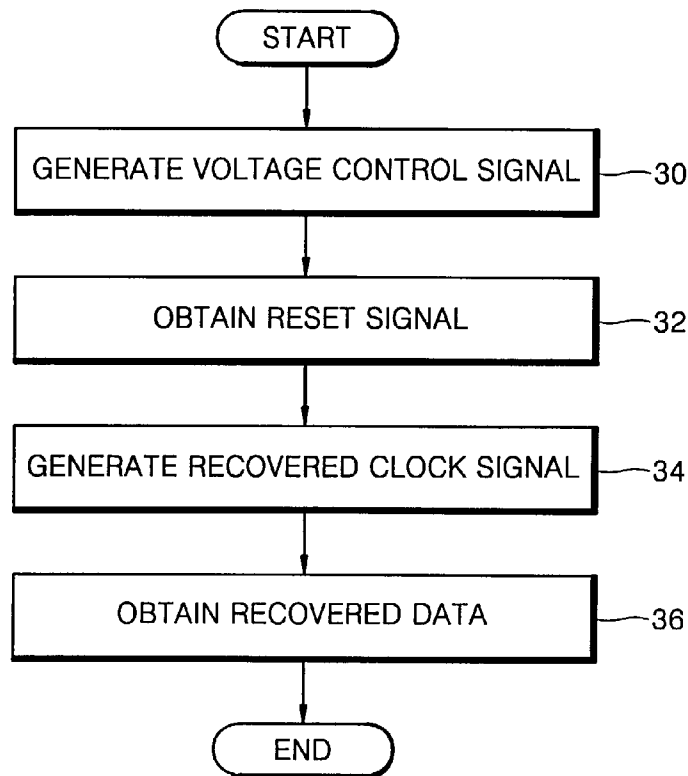 START
GENERATE VOLTAGE CONTROL SIGNAL 30
OBTAIN RESET SIGNAL 32
GENERATE RECOVERED CLOCK SIGNAL 34
OBTAIN RECOVERED DATA 36
END